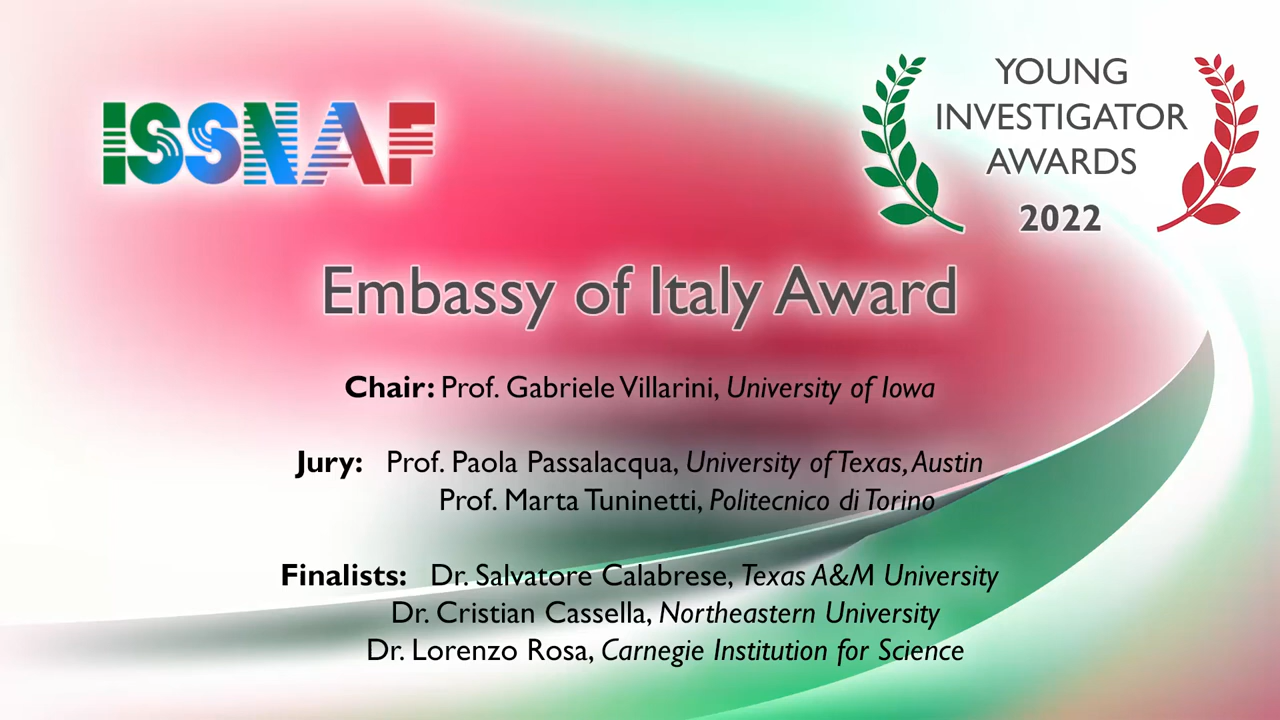 ISSNAF
YOUNG
INVESTIGATOR
AWARDS
2022
Embassy of Italy Award
Chair: Prof. Gabriele Villarini, University of Iowa
Jury: Prof. Paola Passalacqua, University of Texas, Austin
Prof. Marta Tuninetti, Politecnico di Torino
Finalists: Dr. Salvatore Calabrese, Texas A&M University
Dr. Cristian Cassella, Northeastern University
Dr. Lorenzo Rosa, Carnegie Institution for Science